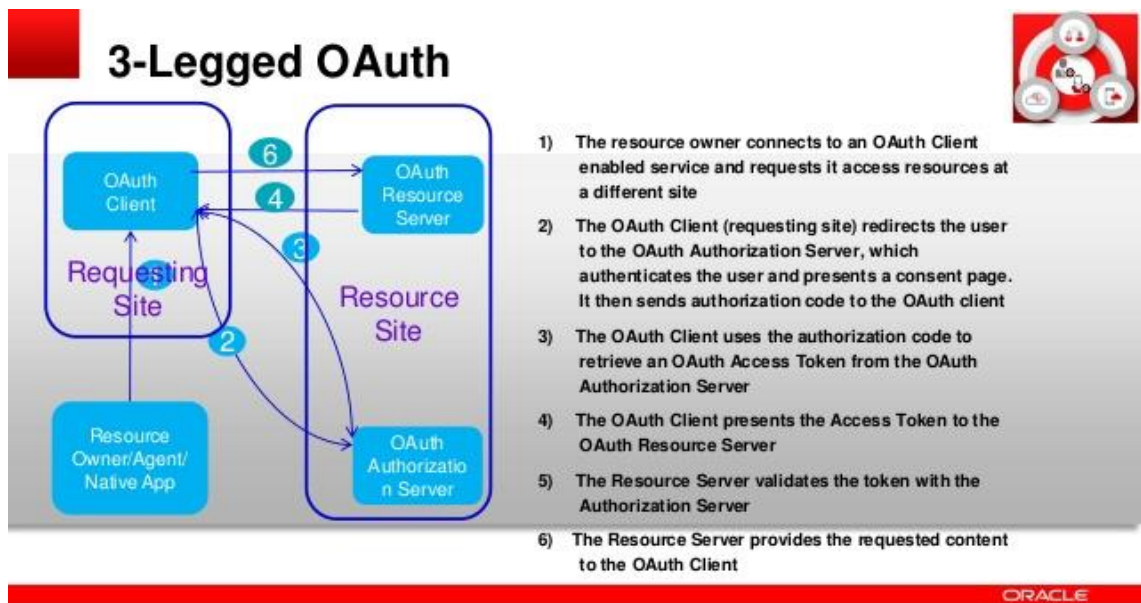 3-Legged OAuth
6
OAuth
Client
OAuth
Resource
Server
4
3
Requesting
Site
Resource
Site
2
Resource
Owner/Agent/
Native App
OAuth
Authorizatio
n Server
1) The resource owner connects to an OAuth Client
enabled service and requests it access resources at
a different site
2) The OAuth Client (requesting site) redirects the user
to the OAuth Authorization Server, which
authenticates the user and presents a consent page.
It then sends authorization code to the OAuth client
3) The OAuth Client uses the authorization code to
retrieve an OAuth Access Token from the OAuth
Authorization Server
4) The OAuth Client presents the Access Token to the
OAuth Resource Server
5) The Resource Server validates the token with the
Authorization Server
6) The Resource Server provides the requested content
to the OAuth Client
ORACLE